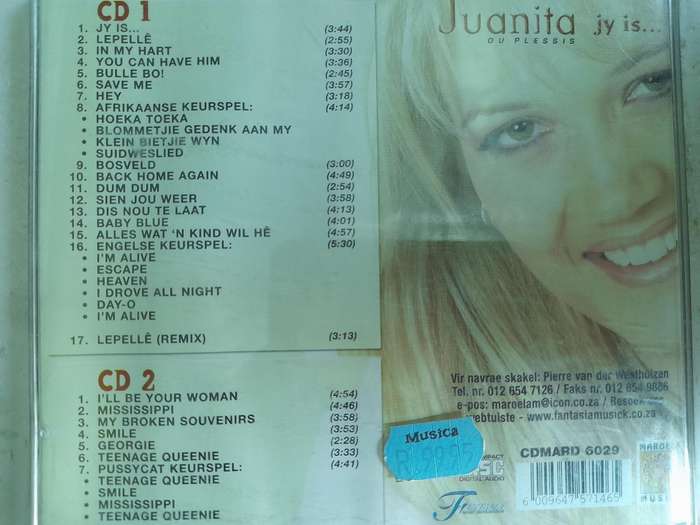 CD 1
1. JY IS... (3:44)
2. LEPELLÊ (2:55)
3. IN MY HART (3:30)
4. YOU CAN HAVE HIM (3:36)
5. BULLE BO! (2:45)
6. SAVE ME (3:57)
7. HEY (3:18)
8. AFRIKAANSE KEURSPEL: (4:14)
• HOEKA TOEKA
• BLOMMETJIE GEDENK AAN MY
• KLEIN BIETJIE WYN
• SUIDWESLIED
9. BOSVELD (3:00)
10. BACK HOME AGAIN (4:49)
11. DUM DUM (2:54)
12. SIEN JOU WEER (3:58)
13. DIS NOU TE LAAT (4:13)
14. BABY BLUE (4:01)
15. ALLES WAT 'N KIND WIL HÊ (4:57)
16. ENGELSE KEURSPEL: (5:30)
• I'M ALIVE
• ESCAPE
• HEAVEN
• I DROVE ALL NIGHT
• DAY-O
• I'M ALIVE
17. LEPELLÊ (REMIX) (3:13)
CD 2
1. I'LL BE YOUR WOMAN (4:54)
2. MISSISSIPPI (4:46)
3. MY BROKEN SOUVENIRS (3:58)
4. SMILE (3:53)
5. GEORGIE (2:28)
6. TEENAGE QUEENIE (3:33)
7. PUSSYCAT KEURSPEL: (4:41)
• TEENAGE QUEENIE
• SMILE
• MISSISSIPPI
• TEENAGE QUEENIE
Juanita jy is...
DU PLESSIS
Vir navrae skakel: Pierre van der Westhuizen
Tel. nr. 012 654 7126 / Faks nr. 012 654 9886
e-pos: maroelam@icon.co.za /
webtuiste - www.fantasiamusick.co.za
Musica
COMPACT
DISC
DIGITAL AUDIO
CDMARD 6029
6 009647 571465
MAROELA
MUSIEK